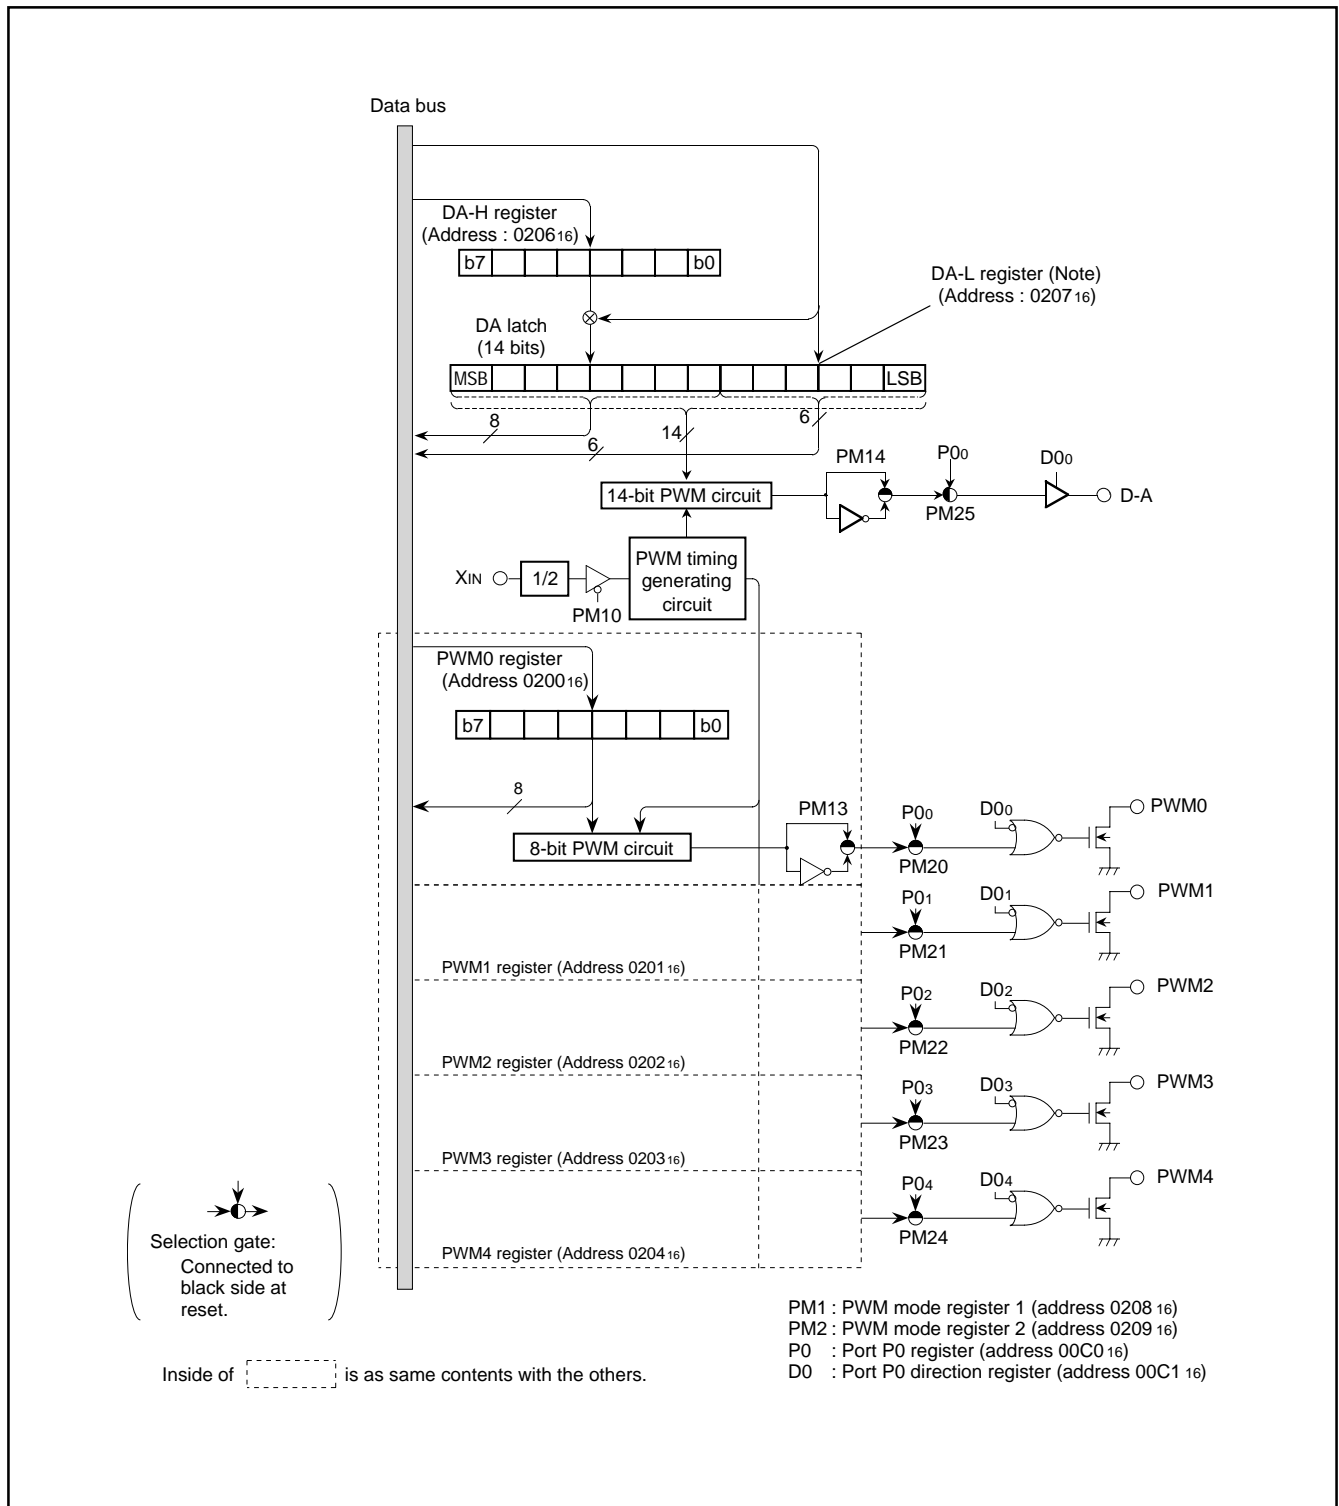 Data bus
DA-H register
(Address : 020616)
b7 b0
DA-L register (Note)
(Address : 020716)
DA latch
(14 bits)
MSB LSB
8 14 6
6
PM14 P00 D00
14-bit PWM circuit D-A
PM25
XIN 1/2 PWM timing
generating
circuit
PM10
PWM0 register
(Address 020016)
b7 b0
8
PM13 P00 D00 PWM0
8-bit PWM circuit
PM20
P01 D01 PWM1
PM21
PWM1 register (Address 020116)
P02 D02 PWM2
PM22
PWM2 register (Address 020216)
P03 D03 PWM3
PM23
PWM3 register (Address 020316)
P04 D04 PWM4
PM24
PWM4 register (Address 020416)
Selection gate:
Connected to
black side at
reset.
PM1 : PWM mode register 1 (address 020816)
PM2 : PWM mode register 2 (address 020916)
P0 : Port P0 register (address 00C016)
D0 : Port P0 direction register (address 00C116)
Inside of is as same contents with the others.